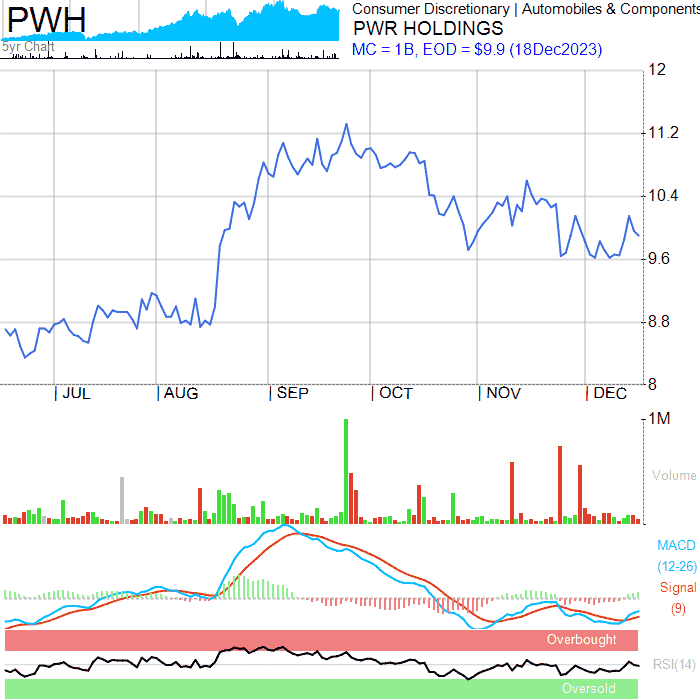 PWH
5yr Chart
Consumer Discretionary | Automobiles & Components
PWR HOLDINGS
MC = 1B, EOD = $9.9 (18Dec2023)
12
11.2
10.4
9.6
8.8
8
| JUL
| AUG
| SEP
| OCT
| NOV
| DEC
1M
Volume
MACD
(12-26)
Signal
(9)
Overbought
RSI(14)
Oversold